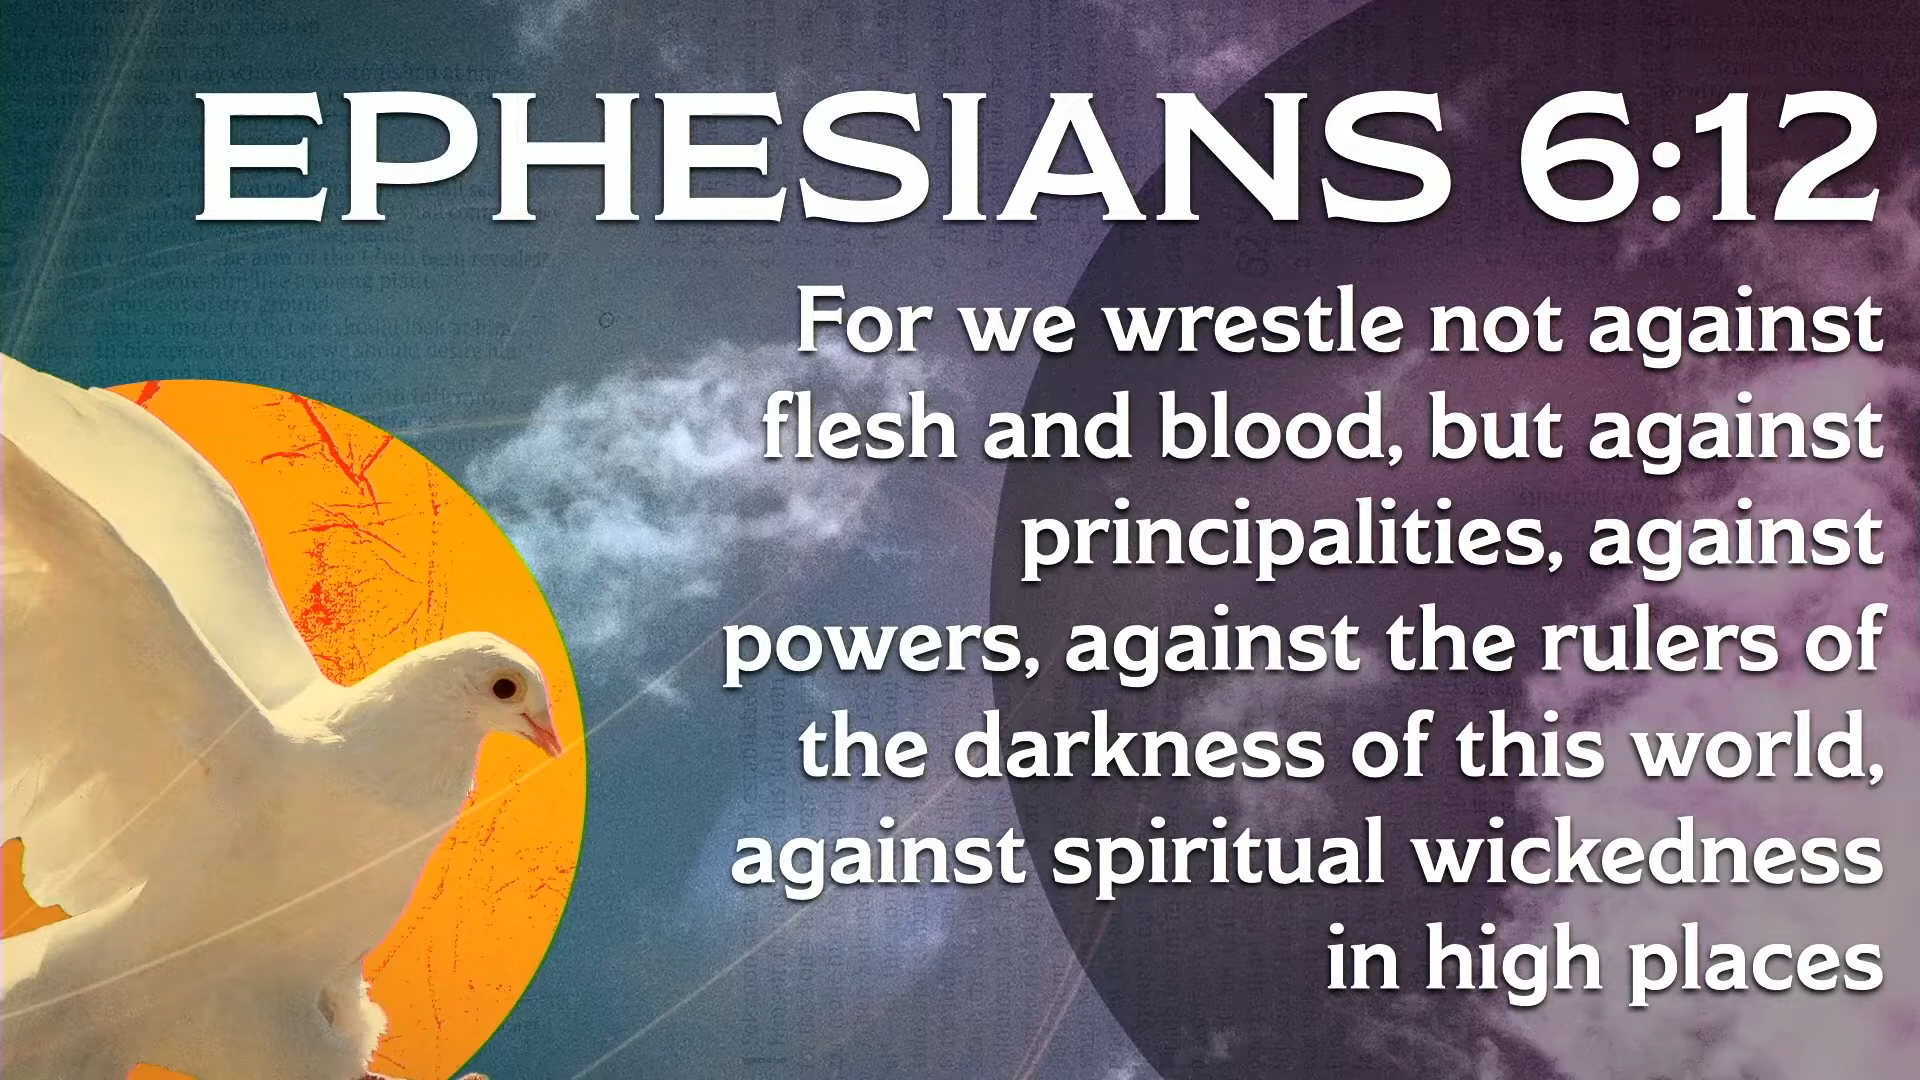 EPHESIANS 6:12
For we wrestle not against
flesh and blood, but against
principalities, against
powers, against the rulers of
the darkness of this world,
against spiritual wickedness
in high places